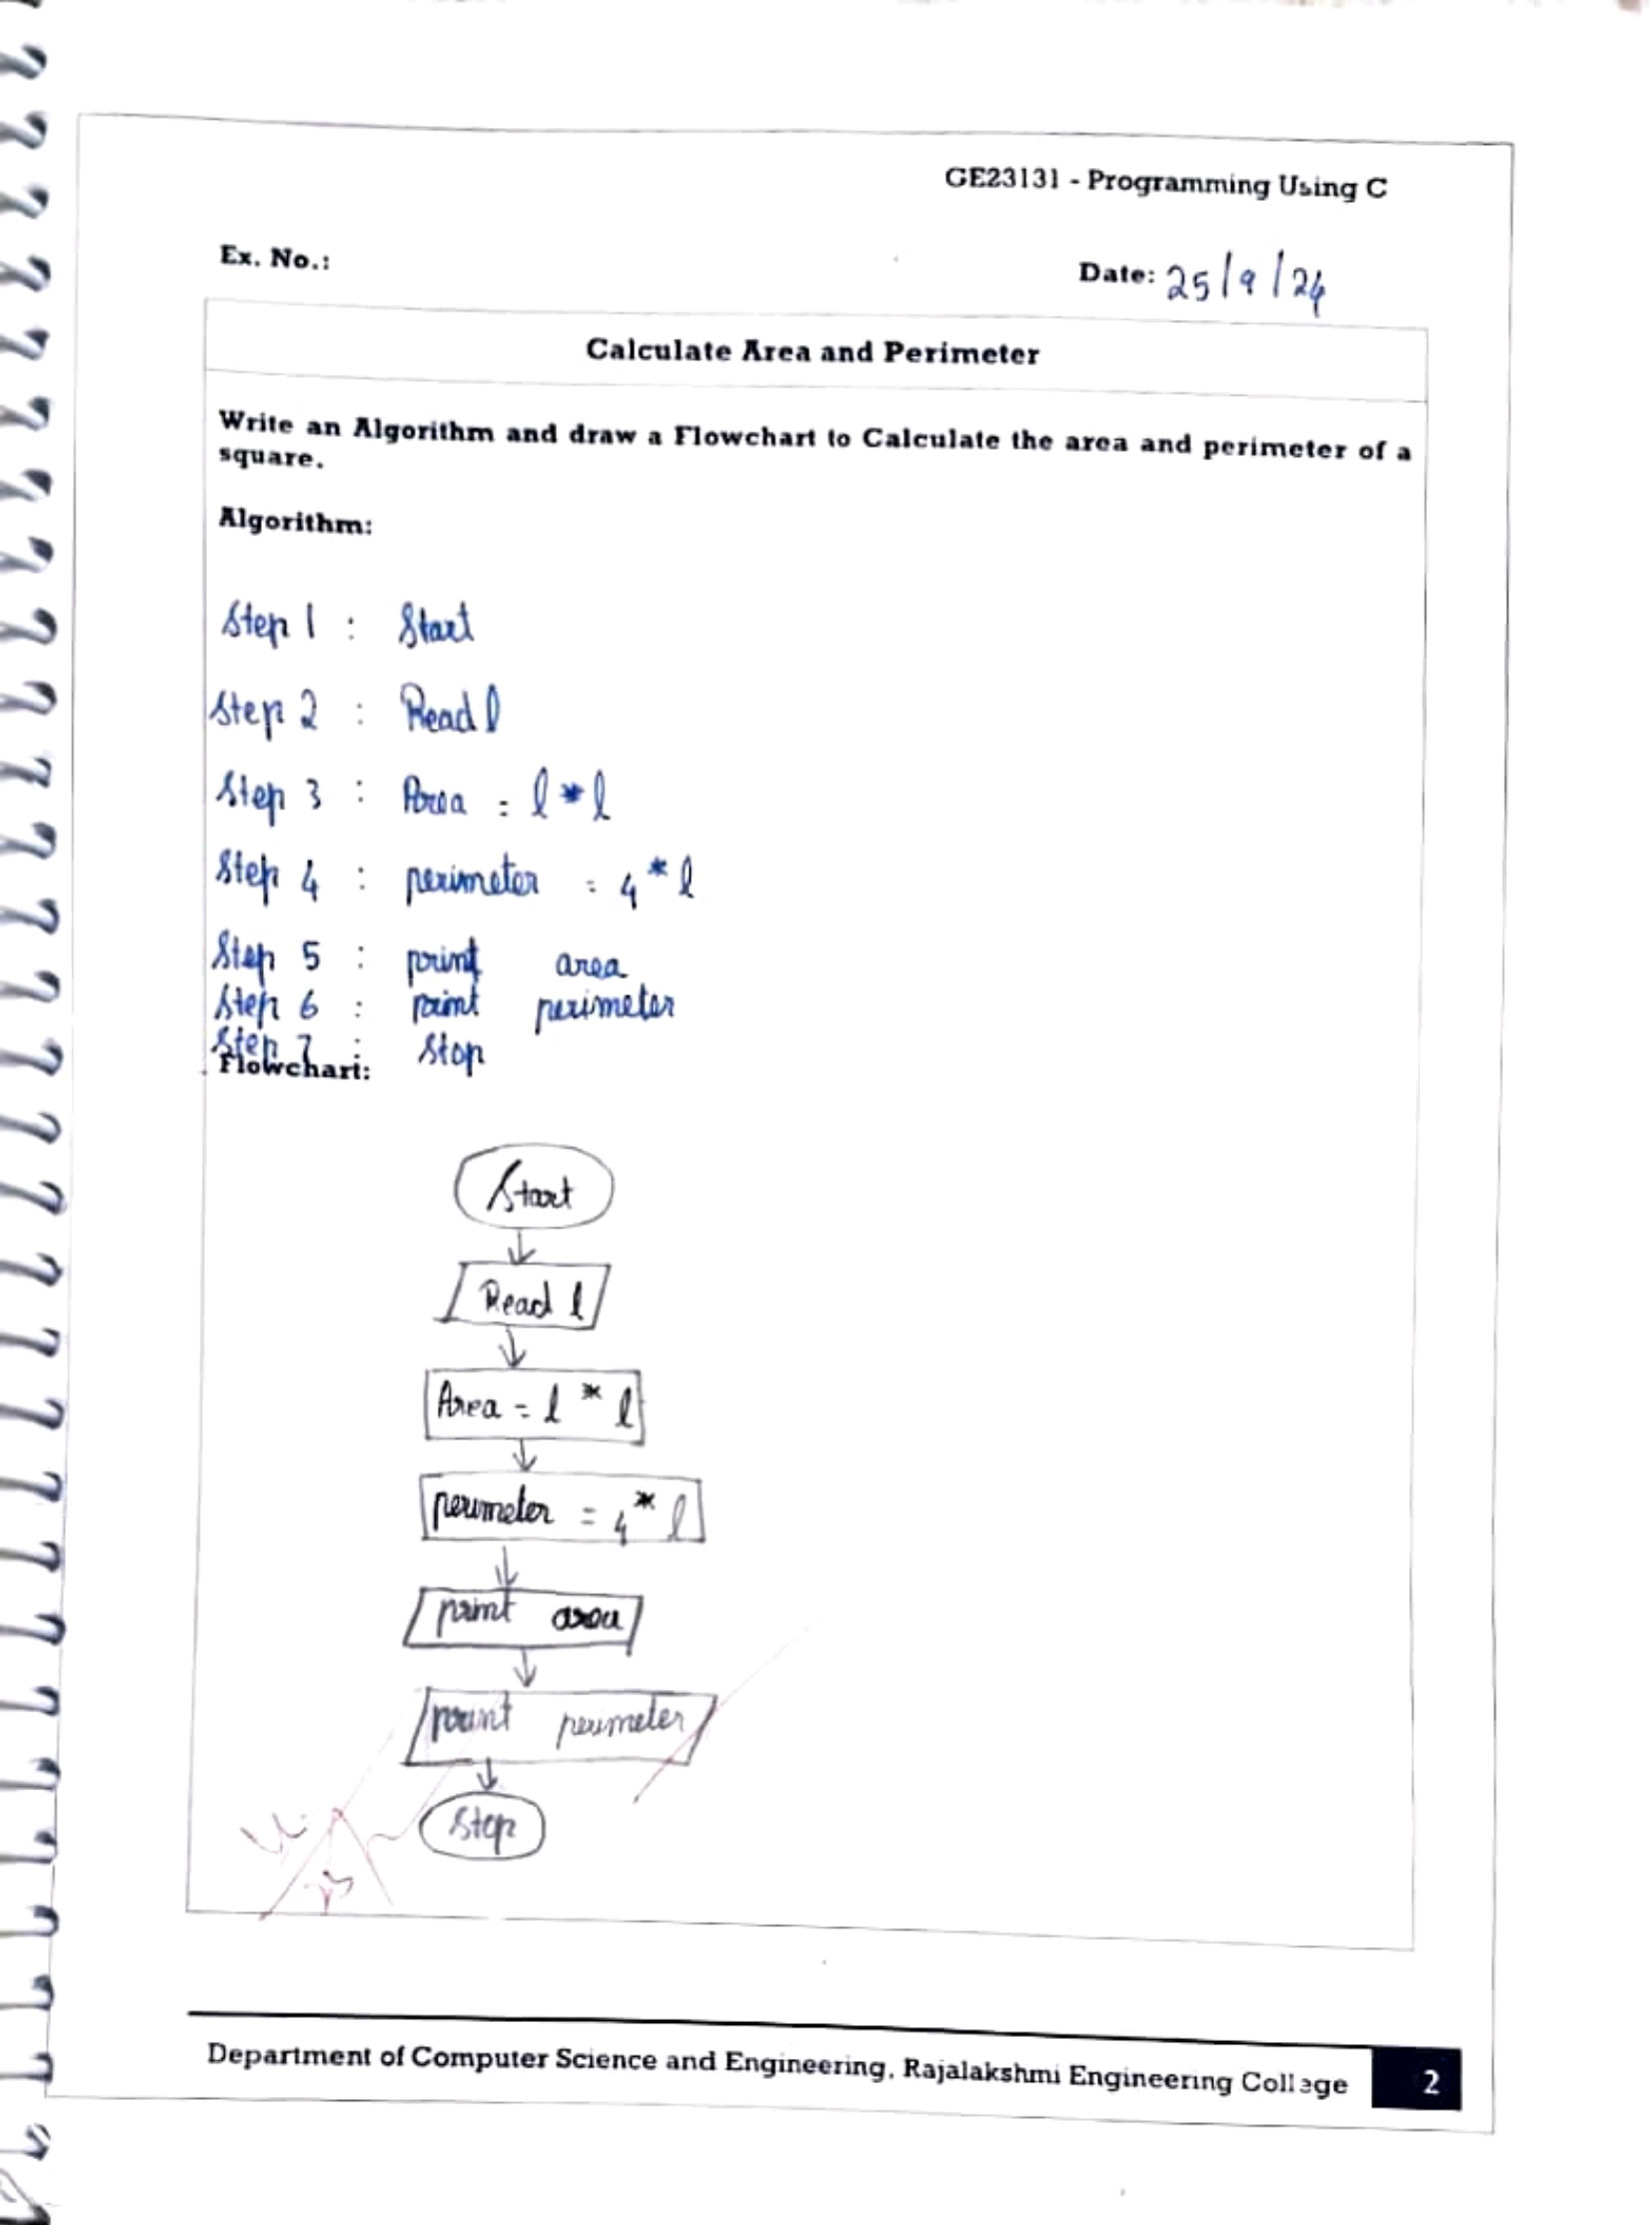 GE23131 - Programming Using C
Ex. No.:
Date: 25/9/24
Calculate Area and Perimeter
Write an Algorithm and draw a Flowchart to Calculate the area and perimeter of a
square.
Algorithm:
Step 1 : Start
Step 2 : Read l
Step 3 : Area = l * l
Step 4 : perimeter = 4 * l
Step 5 : print area
Step 6 : print perimeter
Step 7 : Stop
Flowchart:
Start
Read l
Area = l * l
perimeter = 4 * l
print area
print perimeter
Stop
Department of Computer Science and Engineering, Rajalakshmi Engineering College 2